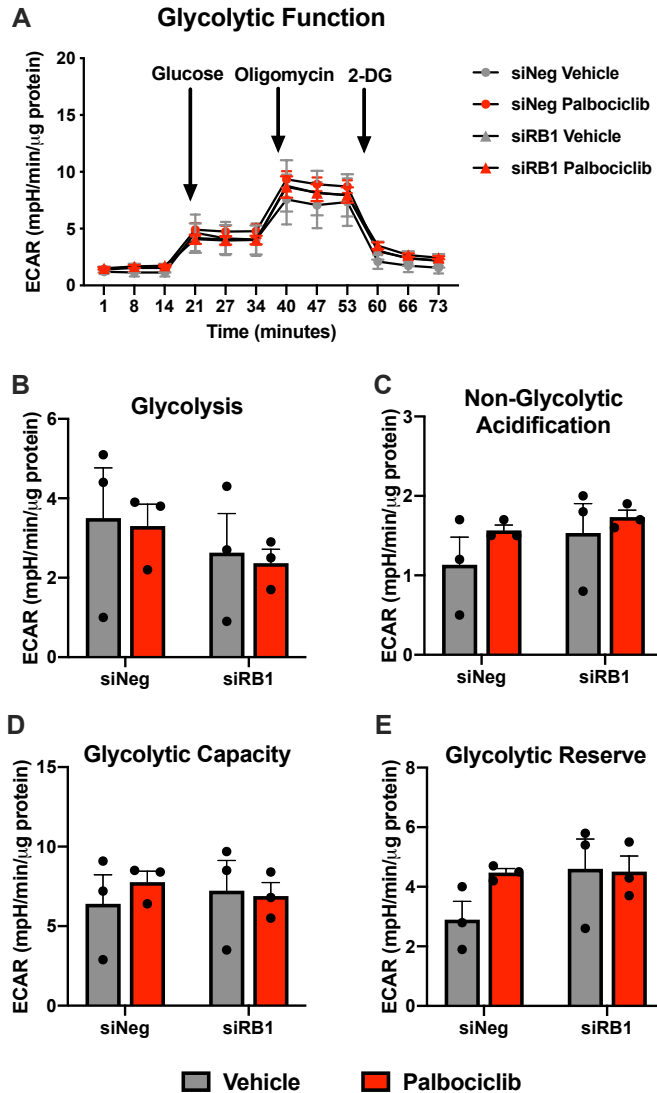 A
Glycolytic Function
ECAR (mpH/min/µg protein)
20
15
10
5
0
Glucose
Oligomycin
2-DG
1 8 14 21 27 34 40 47 53 60 66 73
Time (minutes)
siNeg Vehicle
siNeg Palbociclib
siRB1 Vehicle
siRB1 Palbociclib
B
Glycolysis
ECAR (mpH/min/µg protein)
6
4
2
0
siNeg siRB1
C
Non-Glycolytic
Acidification
ECAR (mpH/min/µg protein)
3
2
1
0
siNeg siRB1
D
Glycolytic Capacity
ECAR (mpH/min/µg protein)
15
10
5
0
siNeg siRB1
E
Glycolytic Reserve
ECAR (mpH/min/µg protein)
8
6
4
2
0
siNeg siRB1
Vehicle Palbociclib